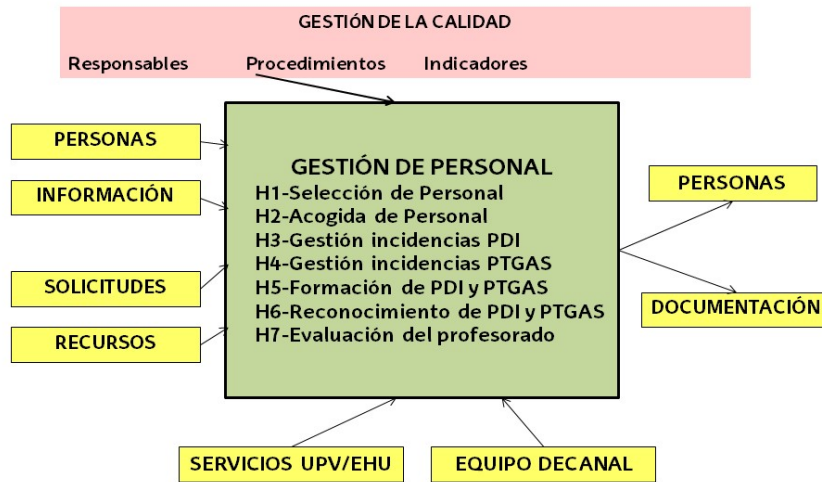 GESTIÓN DE LA CALIDAD
Responsables Procedimientos Indicadores
PERSONAS
INFORMACIÓN
SOLICITUDES
RECURSOS
GESTIÓN DE PERSONAL
H1-Selección de Personal
H2-Acogida de Personal
H3-Gestión incidencias PDI
H4-Gestión incidencias PTGAS
H5-Formación de PDI y PTGAS
H6-Reconocimiento de PDI y PTGAS
H7-Evaluación del profesorado
PERSONAS
DOCUMENTACIÓN
SERVICIOS UPV/EHU
EQUIPO DECANAL